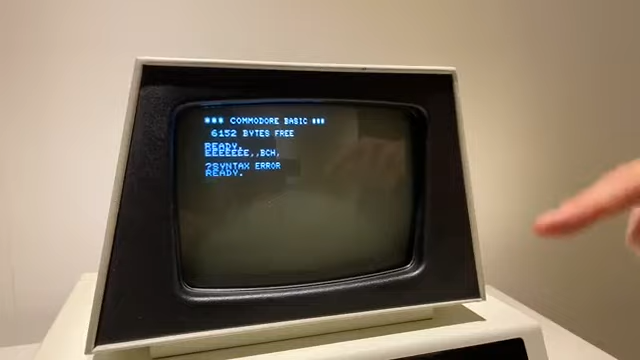 *** COMMODORE BASIC ***
6152 BYTES FREE
READY.
EEEEEEE,,BCH,
?SYNTAX ERROR
READY.